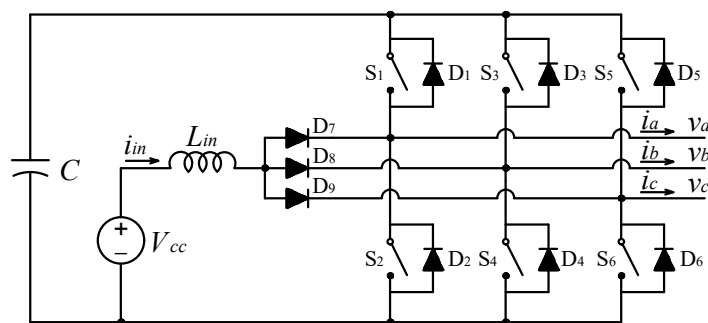 S1 D1 S3 D3 S5 D5
D7
ia va
iin Lin D8 ib vb
D9 ic vc
C
Vcc
+
−
S2 D2 S4 D4 S6 D6